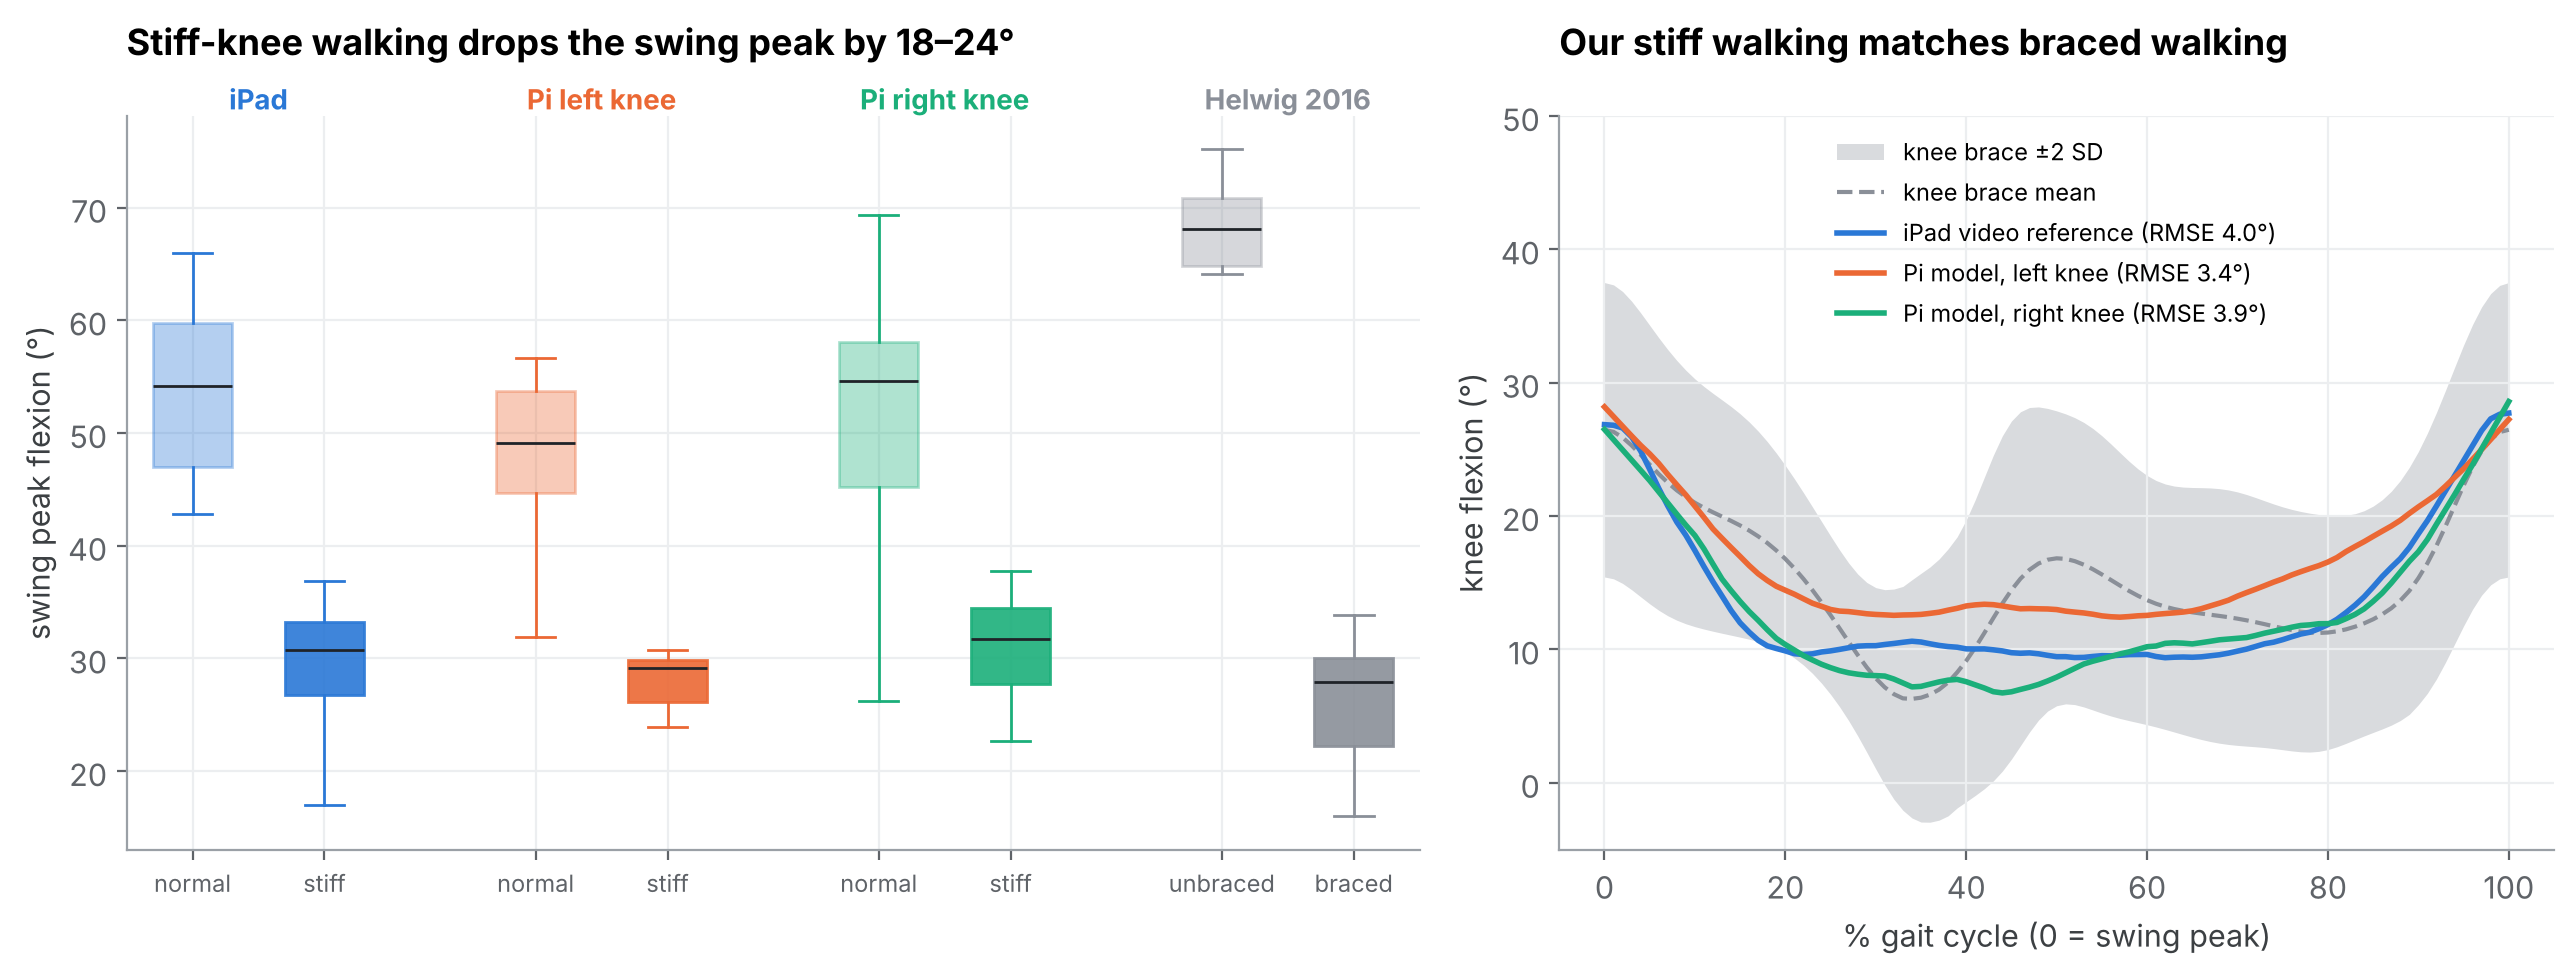 Stiff-knee walking drops the swing peak by 18–24°
iPad
Pi left knee
Pi right knee
Helwig 2016
swing peak flexion (°)
70
60
50
40
30
20
normal
stiff
normal
stiff
normal
stiff
unbraced
braced
Our stiff walking matches braced walking
knee brace ±2 SD
knee brace mean
iPad video reference (RMSE 4.0°)
Pi model, left knee (RMSE 3.4°)
Pi model, right knee (RMSE 3.9°)
knee flexion (°)
50
40
30
20
10
0
0
20
40
60
80
100
% gait cycle (0 = swing peak)